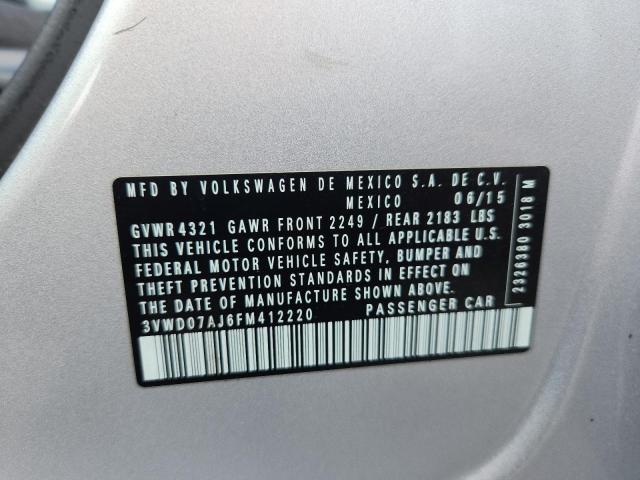 MFD BY VOLKSWAGEN DE MEXICO S.A. DE C.V.
MEXICO 06/15
GVWR 4321 GAWR FRONT 2249 / REAR 2183 LBS
THIS VEHICLE CONFORMS TO ALL APPLICABLE U.S.
FEDERAL MOTOR VEHICLE SAFETY, BUMPER AND
THEFT PREVENTION STANDARDS IN EFFECT ON
THE DATE OF MANUFACTURE SHOWN ABOVE.
3VWD07AJ6FM412220 PASSENGER CAR
2326380 3018 M